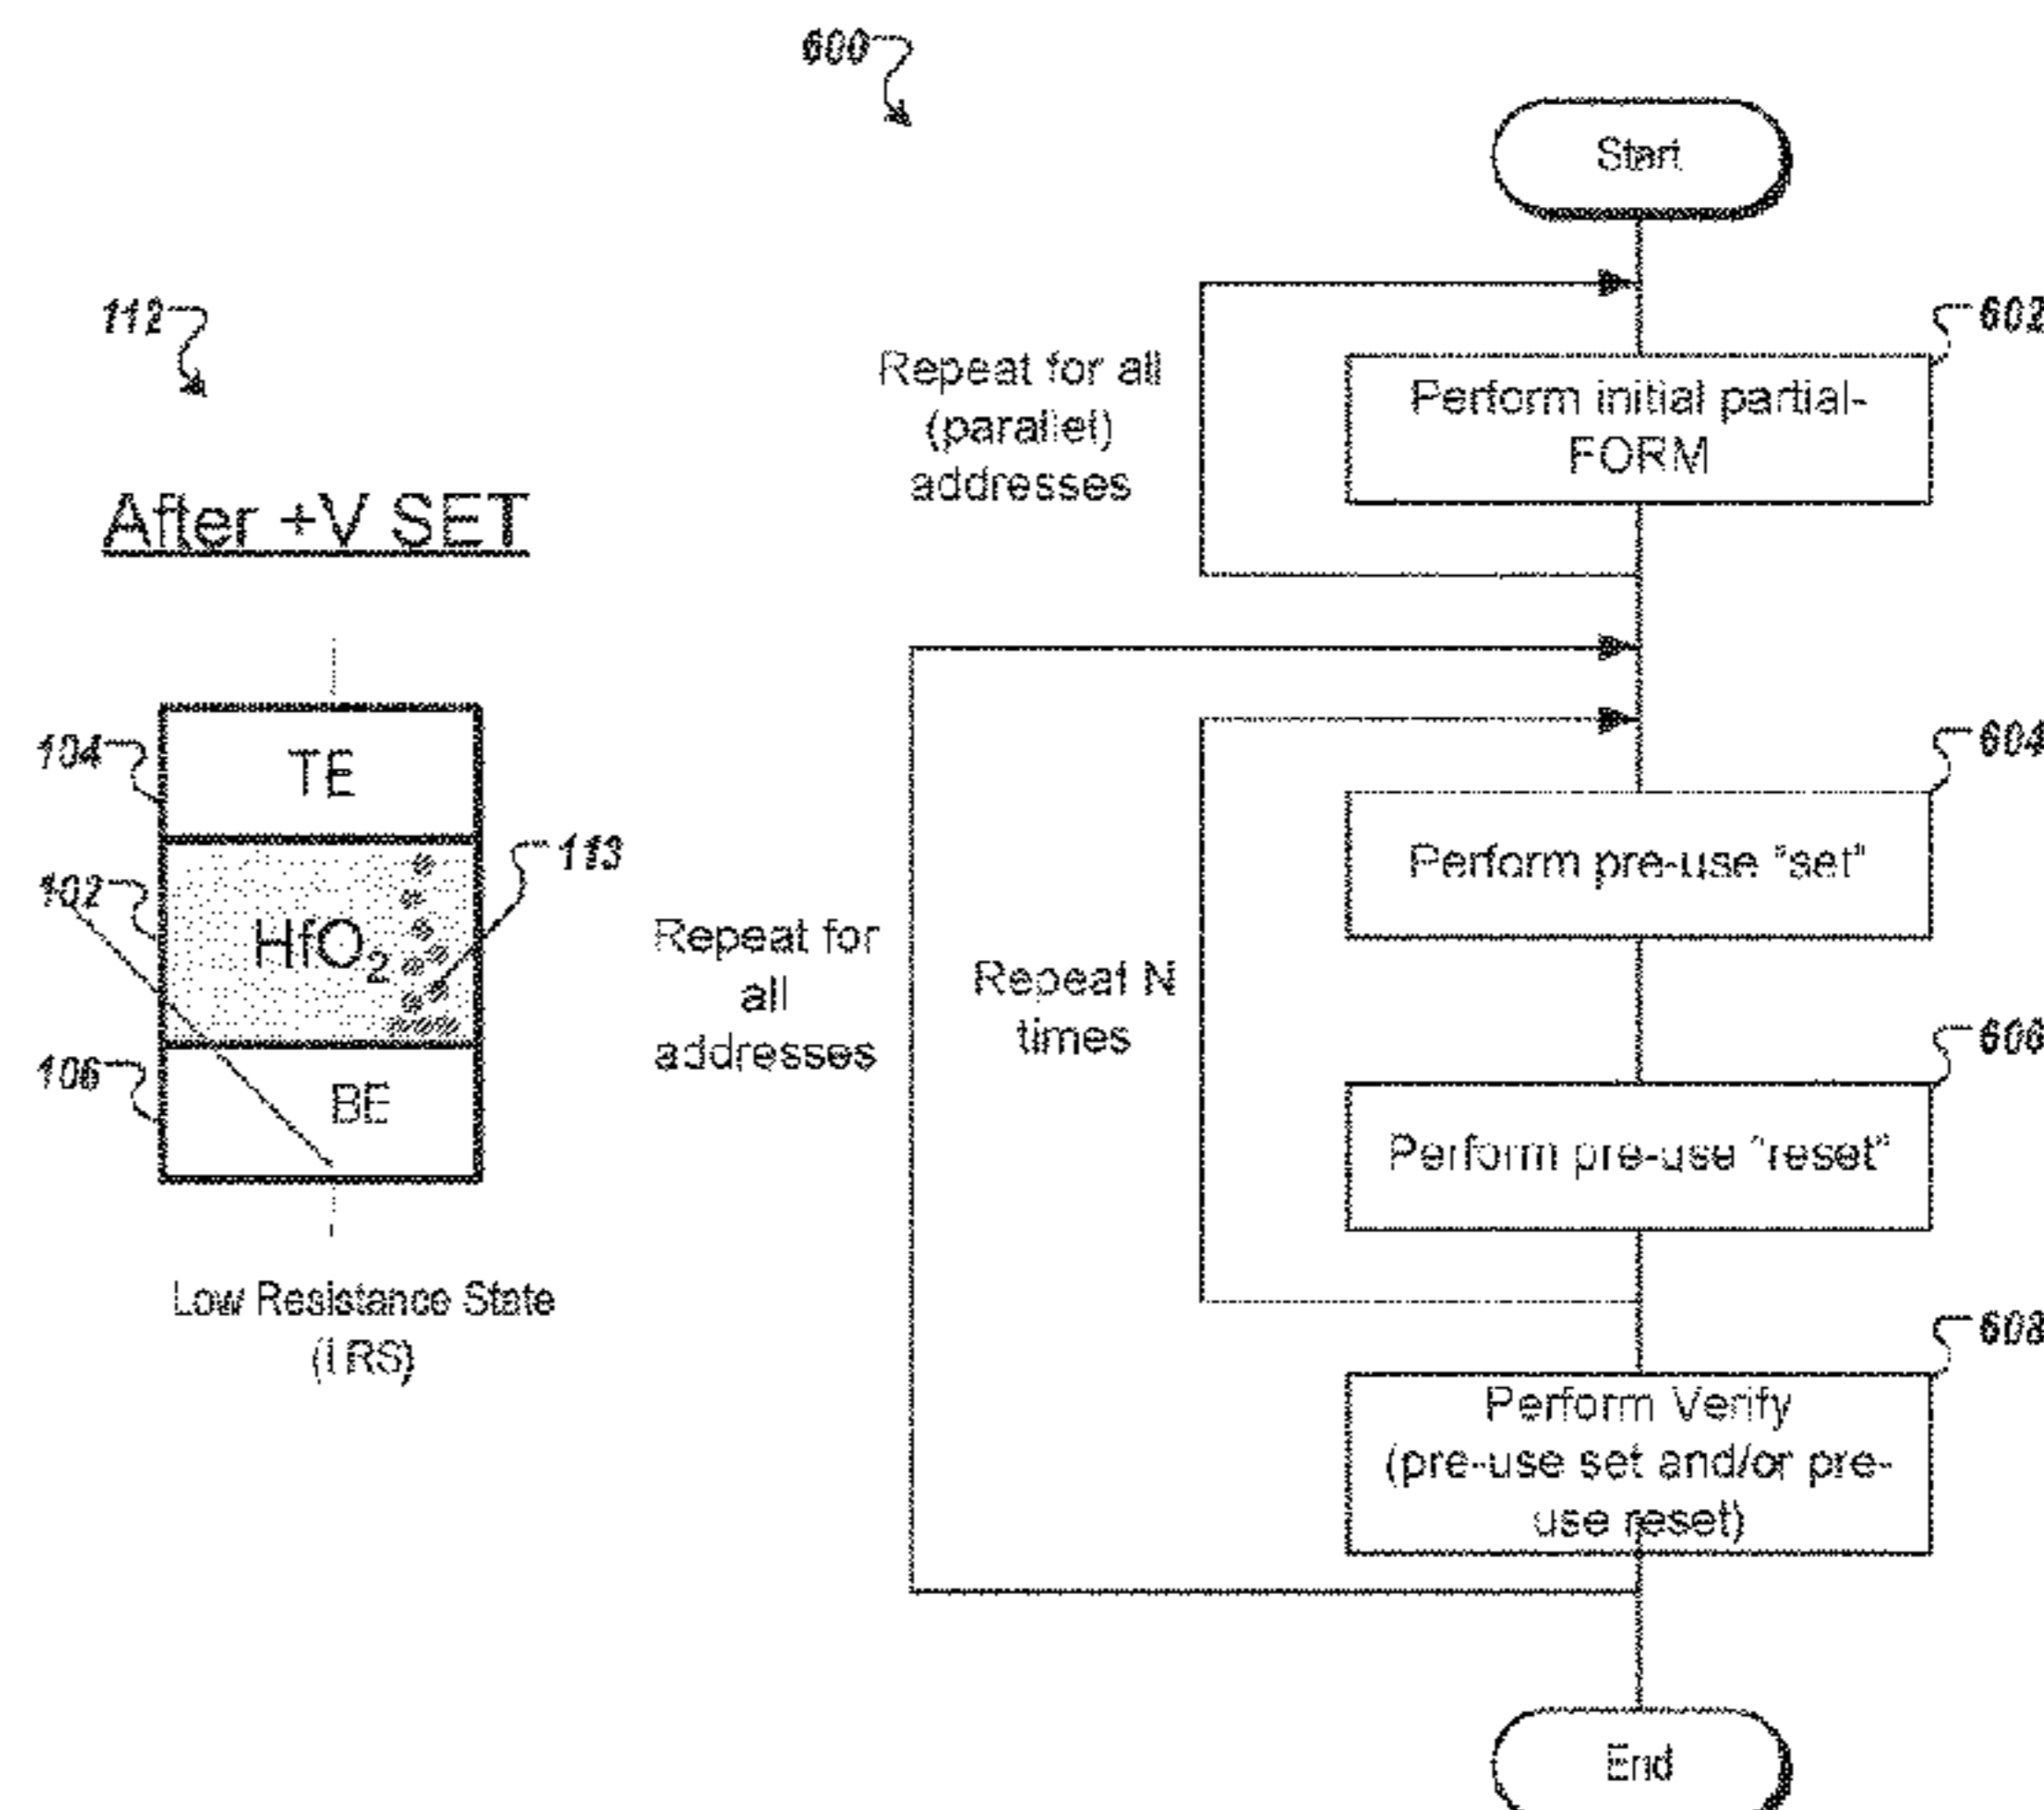 112
After +V SET
104
TE
102
HfO2
113
106
BE
Low Resistance State
(LRS)
600
Start
Repeat for all
(parallel)
addresses
602
Perform initial partial-
FORM
Repeat for
all
addresses
Repeat N
times
604
Perform pre-use "set"
606
Perform pre-use "reset"
608
Perform Verify
(pre-use set and/or pre-
use reset)
End